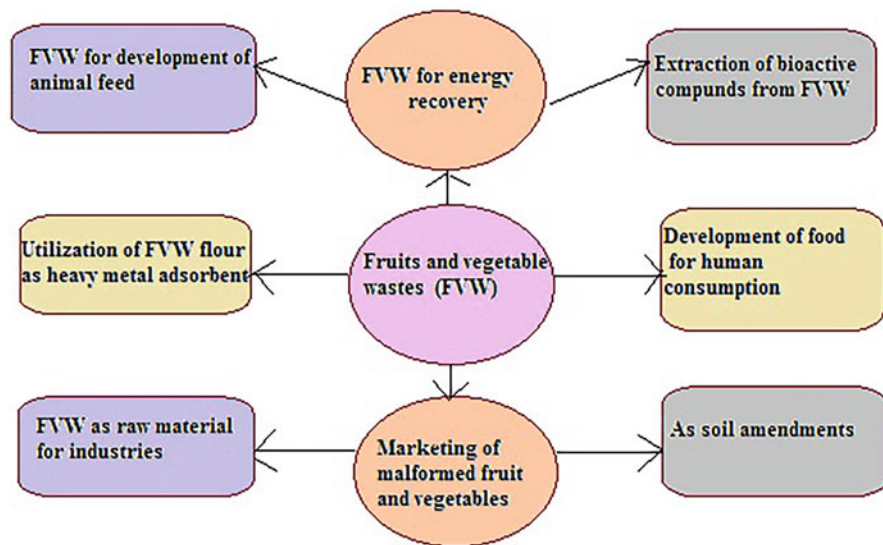 FVW for development of
animal feed
FVW for energy
recovery
Extraction of bioactive
compunds from FVW
Utilization of FVW flour
as heavy metal adsorbent
Fruits and vegetable
wastes (FVW)
Development of food
for human
consumption
FVW as raw material
for industries
Marketing of
malformed fruit
and vegetables
As soil amendments